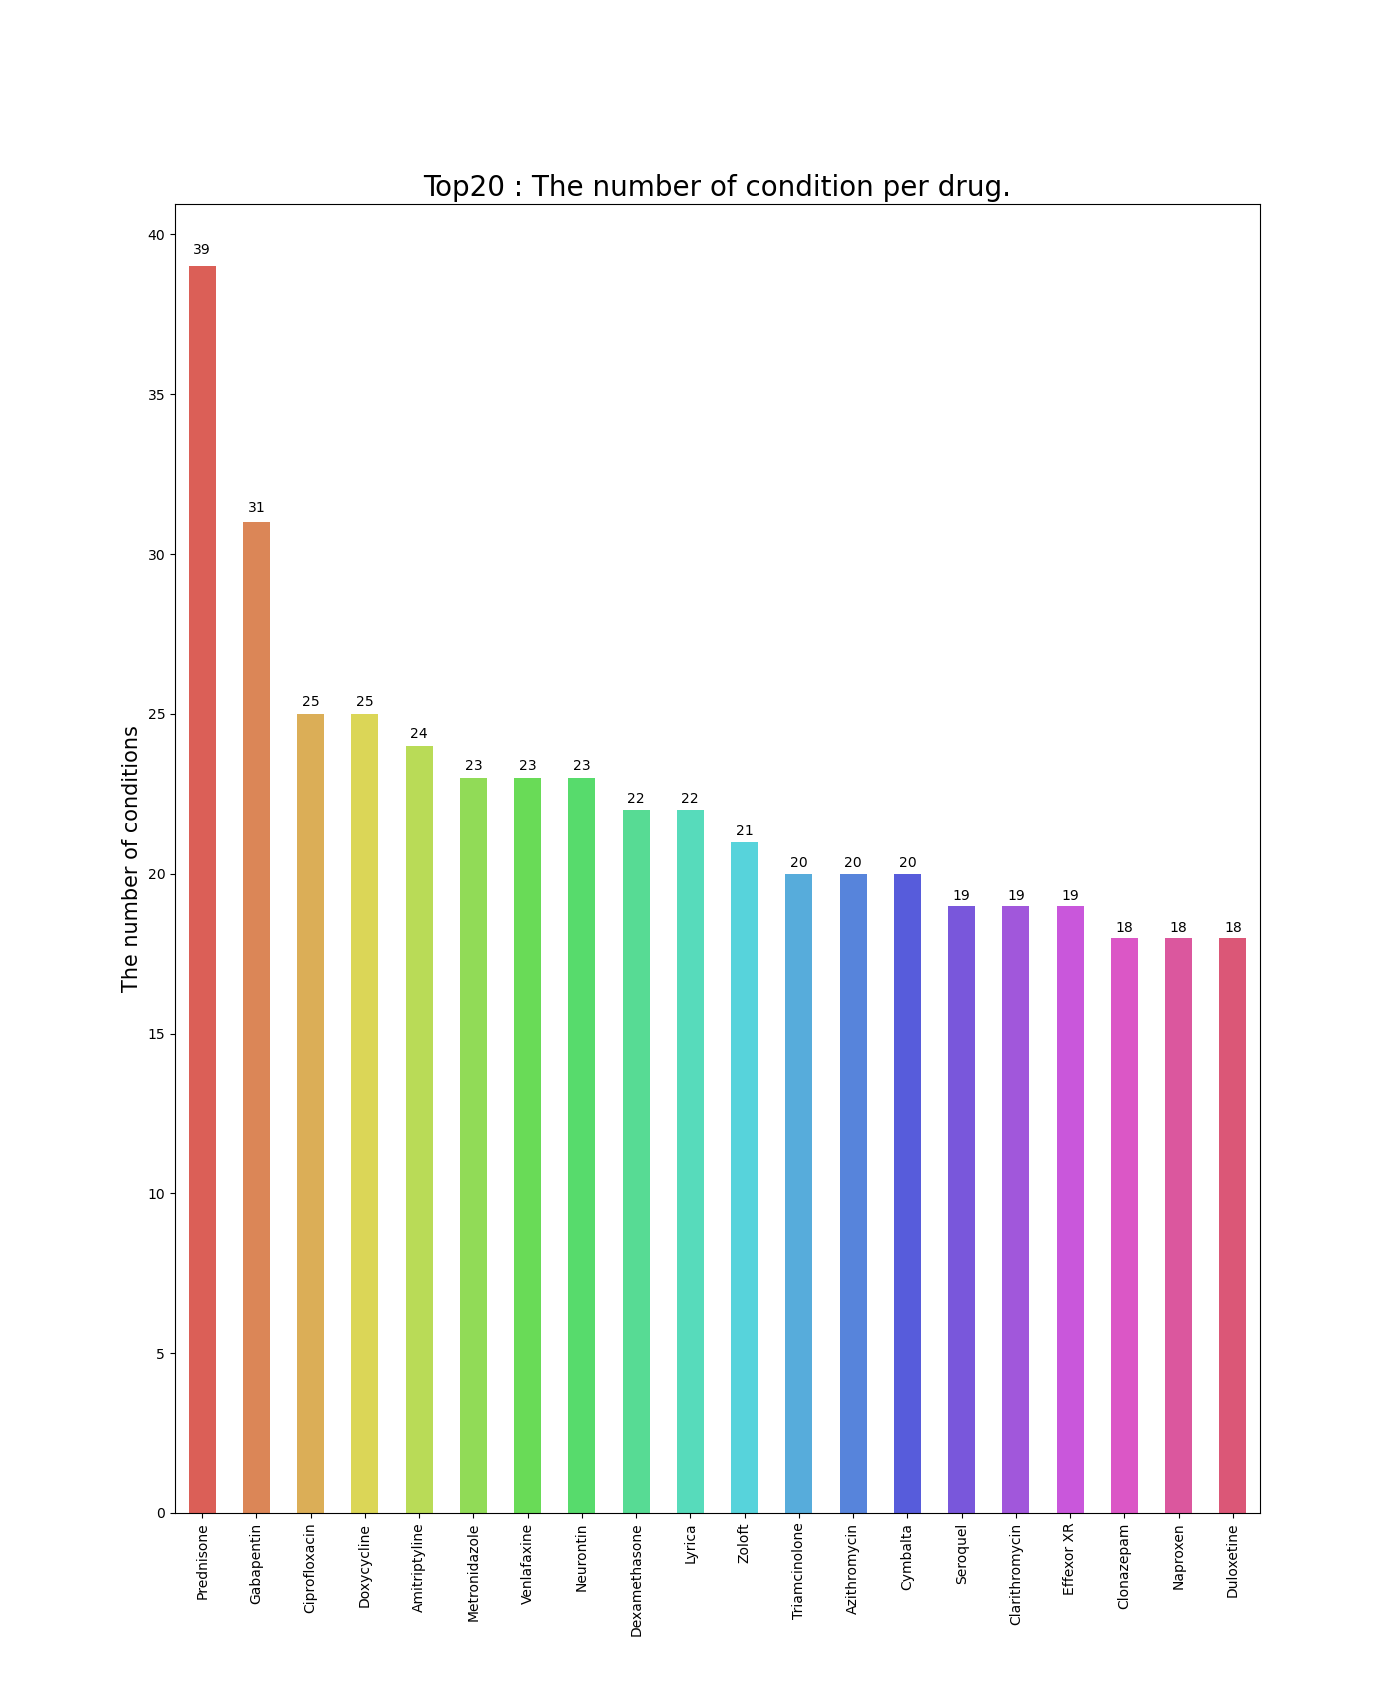 Top20 : The number of condition per drug.
The number of conditions
40
35
30
25
20
15
10
5
0
39
31
25
25
24
23
23
23
22
22
21
20
20
20
19
19
19
18
18
18
Prednisone
Gabapentin
Ciprofloxacin
Doxycycline
Amitriptyline
Metronidazole
Venlafaxine
Neurontin
Dexamethasone
Lyrica
Zoloft
Triamcinolone
Azithromycin
Cymbalta
Seroquel
Clarithromycin
Effexor XR
Clonazepam
Naproxen
Duloxetine